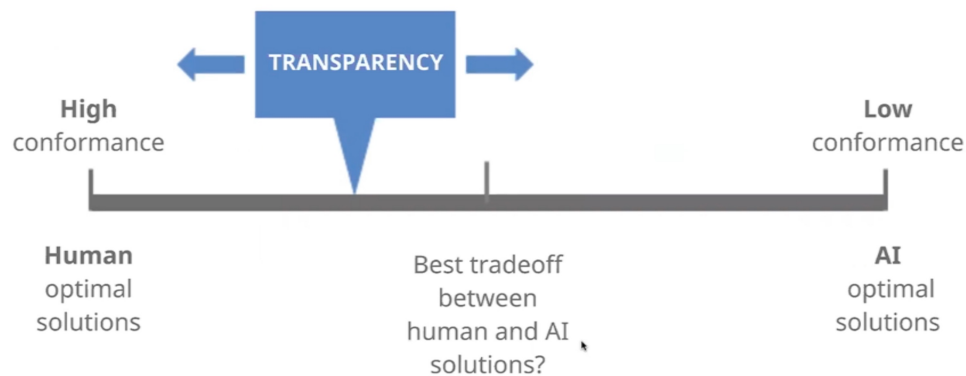 TRANSPARENCY
High
conformance
Low
conformance
Human
optimal
solutions
Best tradeoff
between
human and AI
solutions?
AI
optimal
solutions